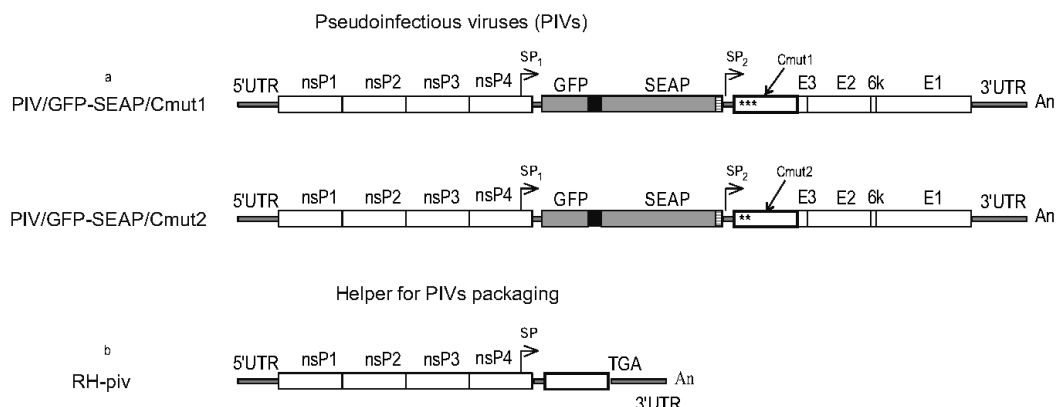 Pseudoinfectious viruses (PIVs)
a
PIV/GFP-SEAP/Cmut1
5'UTR nsP1 nsP2 nsP3 nsP4 SP1 GFP SEAP SP2 Cmut1 E3 E2 6k E1 3'UTR An
***
PIV/GFP-SEAP/Cmut2
5'UTR nsP1 nsP2 nsP3 nsP4 SP1 GFP SEAP SP2 Cmut2 E3 E2 6k E1 3'UTR An
**
Helper for PIVs packaging
b
RH-piv
5'UTR nsP1 nsP2 nsP3 nsP4 SP TGA An
3'UTR